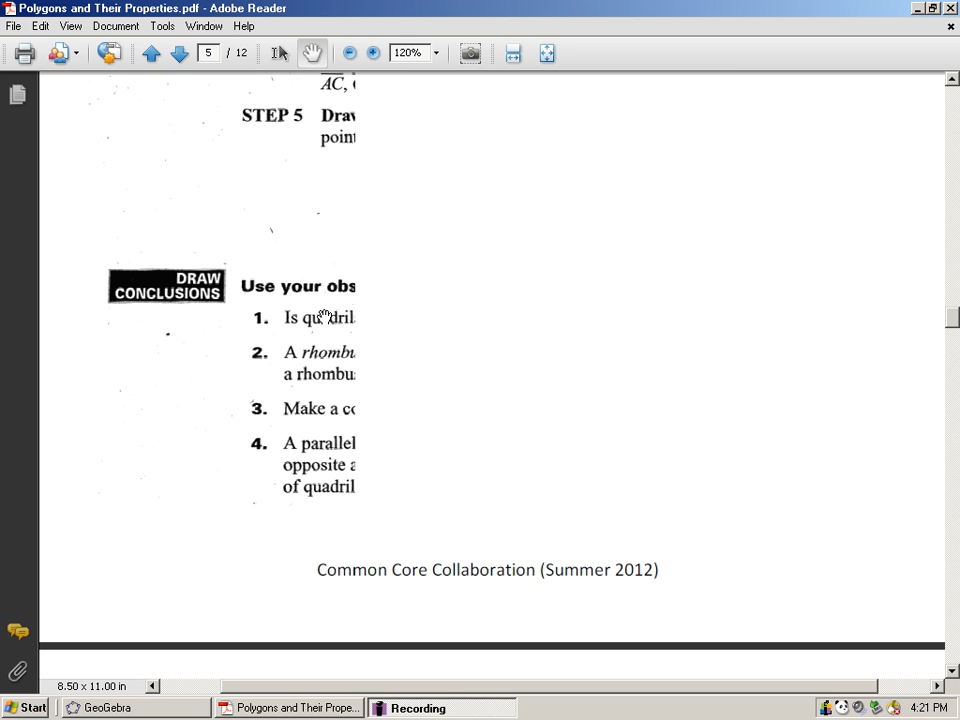 Polygons and Their Properties.pdf - Adobe Reader
File Edit View Document Tools Window Help
5 / 12 120%
AC,
STEP 5 Drav
point
DRAW
CONCLUSIONS
Use your obs
1. Is quadril
2. A rhombu
a rhombu
3. Make a co
4. A parallel
opposite a
of quadril
Common Core Collaboration (Summer 2012)
8.50 x 11.00 in
Start GeoGebra Polygons and Their Prope... Recording 4:21 PM